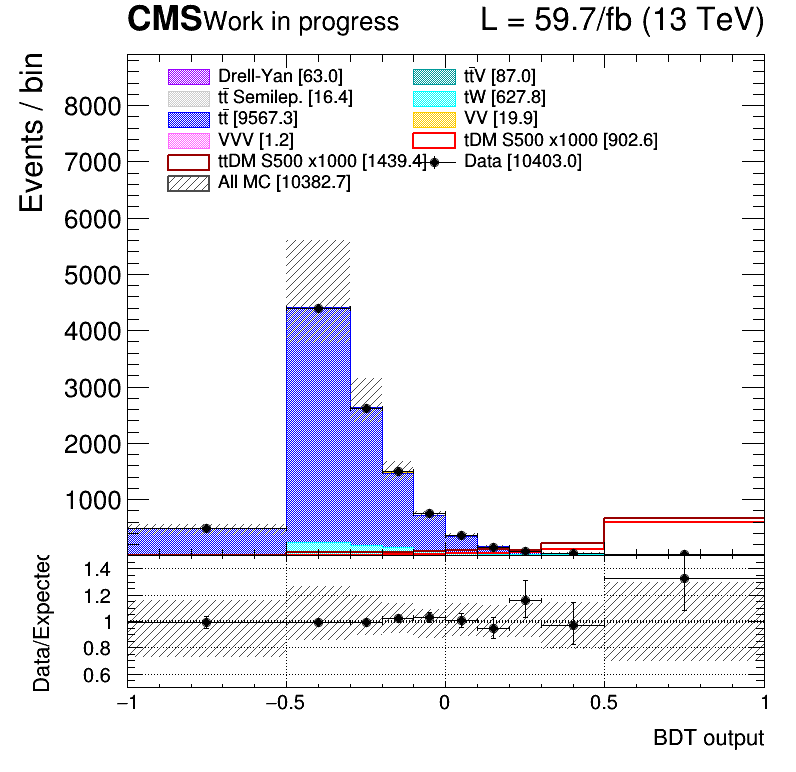 CMS Work in progress L = 59.7/fb (13 TeV)
Drell-Yan [63.0] tt̄V [87.0]
tt̄ Semilep. [16.4] tW [627.8]
tt̄ [9567.3] VV [19.9]
VVV [1.2] tDM S500 x1000 [902.6]
ttDM S500 x1000 [1439.4] Data [10403.0]
All MC [10382.7]
Events / bin
8000
7000
6000
5000
4000
3000
2000
1000
Data/Expected
1.4
1.2
1
0.8
0.6
−1 −0.5 0 0.5 1
BDT output